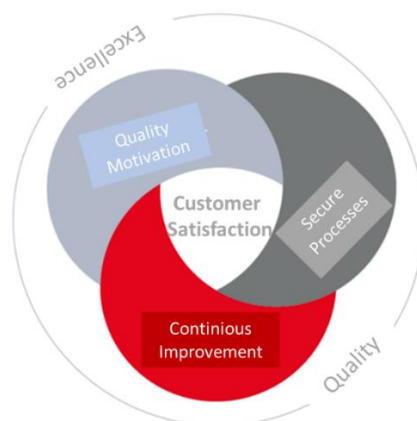 Excellence
Quality
Motivation
Customer
Satisfaction
Secure
Processes
Continious
Improvement
Quality